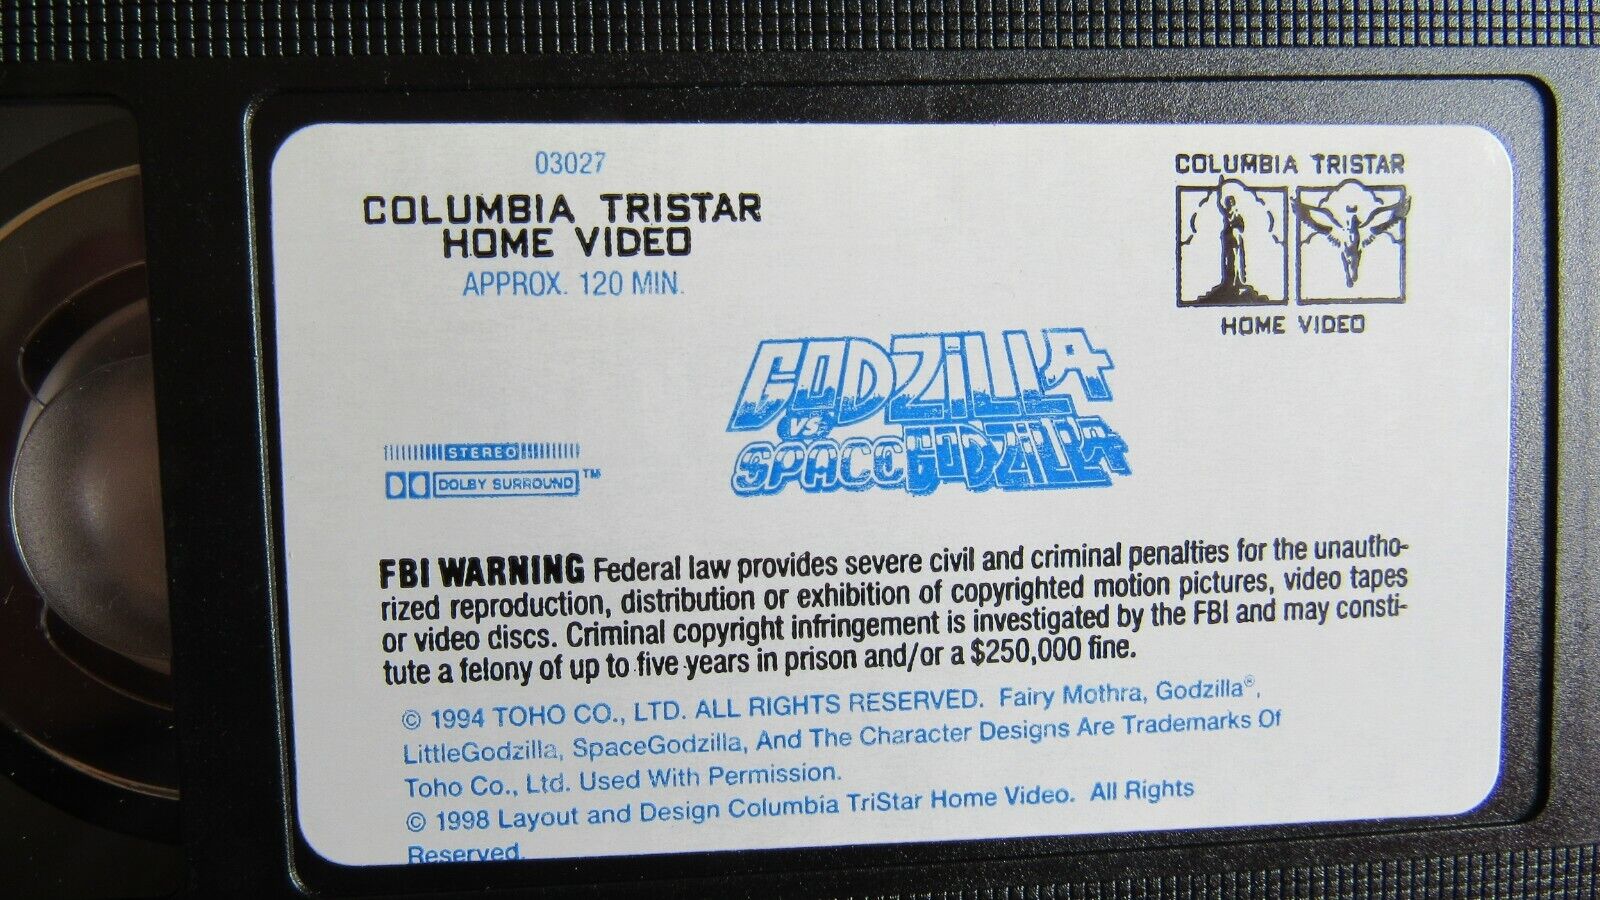 03027
COLUMBIA TRISTAR
HOME VIDEO
APPROX. 120 MIN.
COLUMBIA TRISTAR
HOME VIDEO
GODZILLA
VS
SPACEGODZILLA
STEREO
DOLBY SURROUND™
FBI WARNING Federal law provides severe civil and criminal penalties for the unautho-
rized reproduction, distribution or exhibition of copyrighted motion pictures, video tapes
or video discs. Criminal copyright infringement is investigated by the FBI and may consti-
tute a felony of up to five years in prison and/or a $250,000 fine.
© 1994 TOHO CO., LTD. ALL RIGHTS RESERVED. Fairy Mothra, Godzilla®,
LittleGodzilla, SpaceGodzilla, And The Character Designs Are Trademarks Of
Toho Co., Ltd. Used With Permission.
© 1998 Layout and Design Columbia TriStar Home Video. All Rights
Reserved.